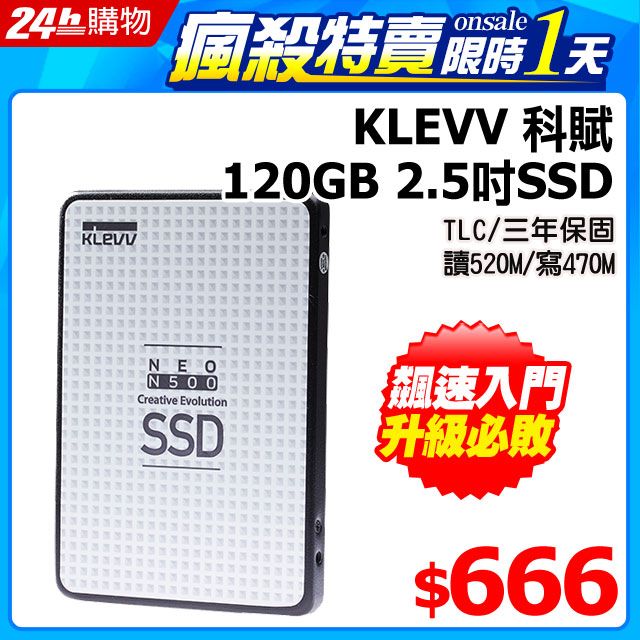 24h購物
瘋殺特賣
onsale
限時1天
KLEVV 科賦
120GB 2.5吋SSD
TLC/三年保固
讀520M/寫470M
KLEVV
NEO
N500
Creative Evolution
SSD
飆速入門
升級必敗
$666